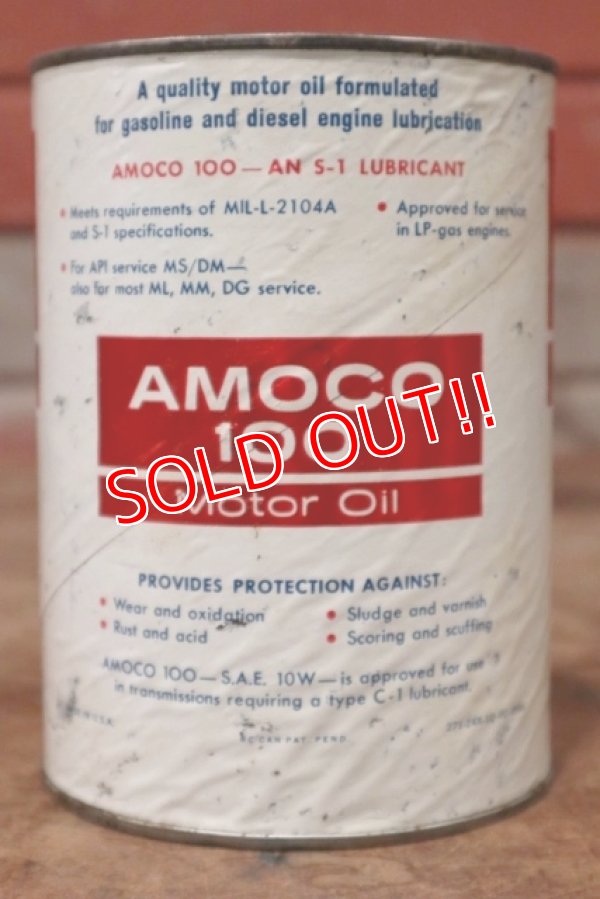 A quality motor oil formulated
for gasoline and diesel engine lubrication
AMOCO 100 — AN S-1 LUBRICANT
• Meets requirements of MIL-L-2104A
and S-1 specifications.
• For API service MS/DM—
also for most ML, MM, DG service.
• Approved for service
in LP-gas engines.
AMOCO
100
Motor Oil
SOLD OUT!!
PROVIDES PROTECTION AGAINST:
• Wear and oxidation
• Rust and acid
• Sludge and varnish
• Scoring and scuffing
AMOCO 100—S.A.E. 10W—is approved for use
in transmissions requiring a type C-1 lubricant.
CAN PAT. PEND.